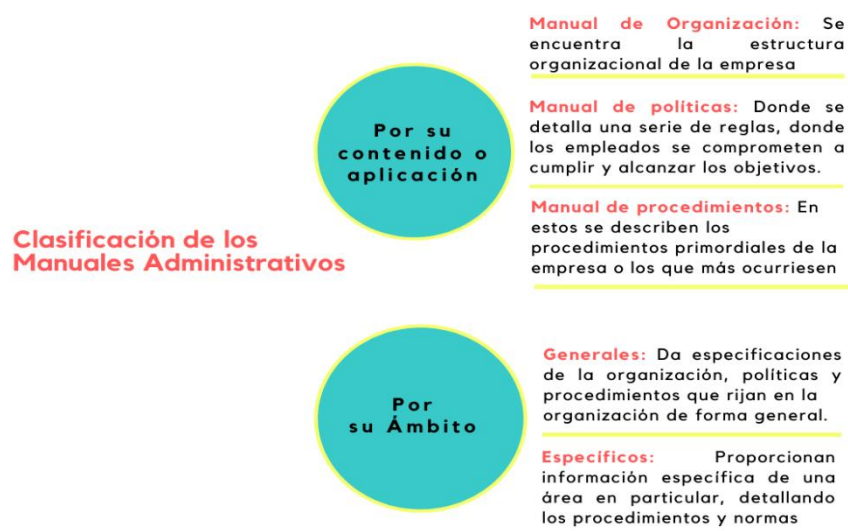 Clasificación de los
Manuales Administrativos
Por su
contenido o
aplicación
Manual de Organización: Se
encuentra la estructura
organizacional de la empresa
Manual de políticas: Donde se
detalla una serie de reglas, donde
los empleados se comprometen a
cumplir y alcanzar los objetivos.
Manual de procedimientos: En
estos se describen los
procedimientos primordiales de la
empresa o los que más ocurriesen
Por
su Ámbito
Generales: Da especificaciones
de la organización, políticas y
procedimientos que rijan en la
organización de forma general.
Específicos: Proporcionan
información específica de una
área en particular, detallando
los procedimientos y normas